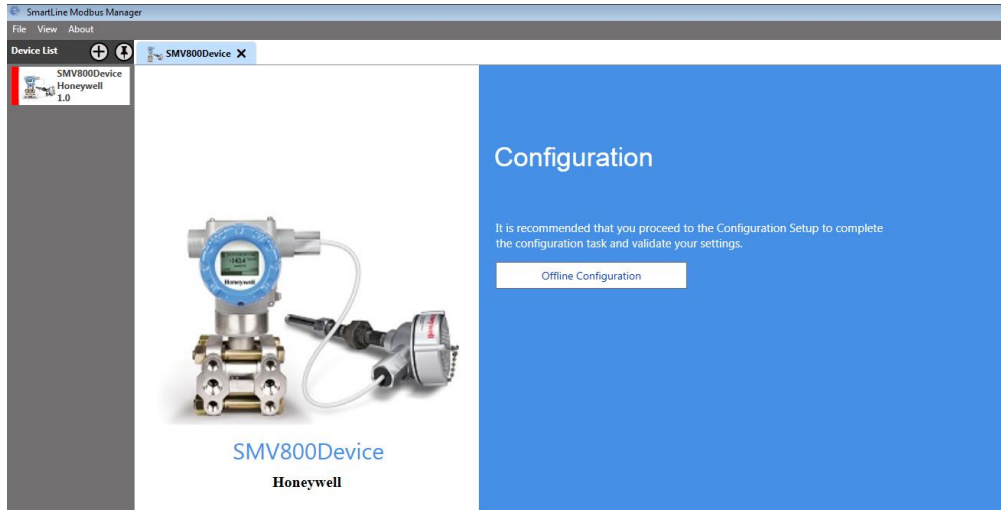 SmartLine Modbus Manager
File View About
Device List
SMV800Device
SMV800Device
Honeywell
1.0
Configuration
It is recommended that you proceed to the Configuration Setup to complete
the configuration task and validate your settings.
Offline Configuration
Honeywell
Honeywell
SMV800Device
Honeywell